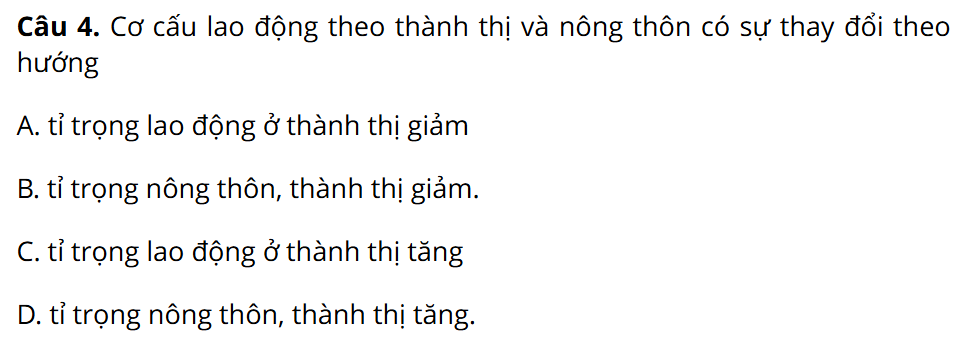 Câu 4. Cơ cấu lao động theo thành thị và nông thôn có sự thay đổi theo
hướng
A. tỉ trọng lao động ở thành thị giảm
B. tỉ trọng nông thôn, thành thị giảm.
C. tỉ trọng lao động ở thành thị tăng
D. tỉ trọng nông thôn, thành thị tăng.